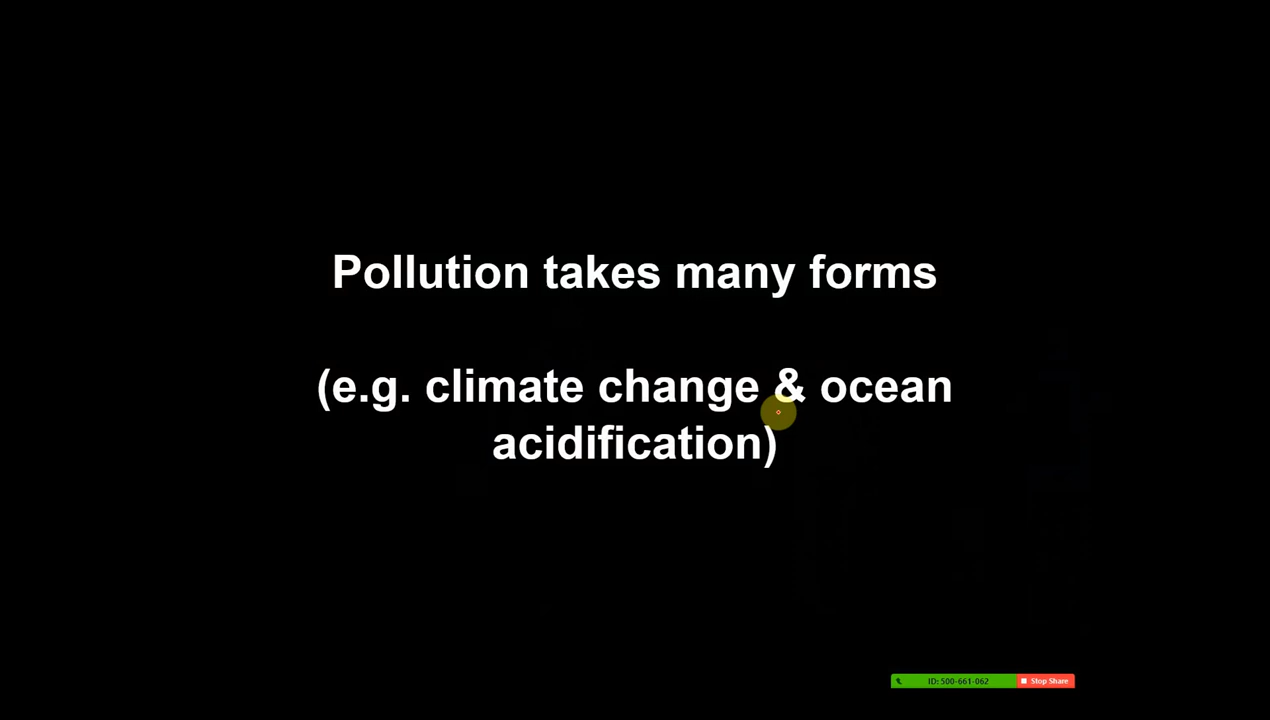 Pollution takes many forms
(e.g. climate change & ocean
acidification)
ID: 500-661-062 Stop Share